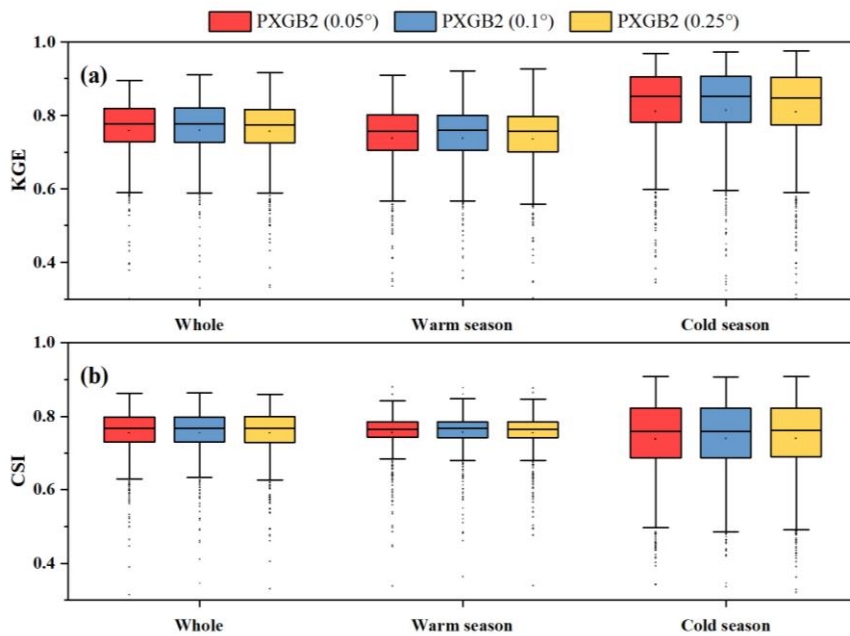 PXGB2 (0.05°) PXGB2 (0.1°) PXGB2 (0.25°)
(a)
KGE
1.0
0.8
0.6
0.4
Whole Warm season Cold season
(b)
CSI
1.0
0.8
0.6
0.4
Whole Warm season Cold season